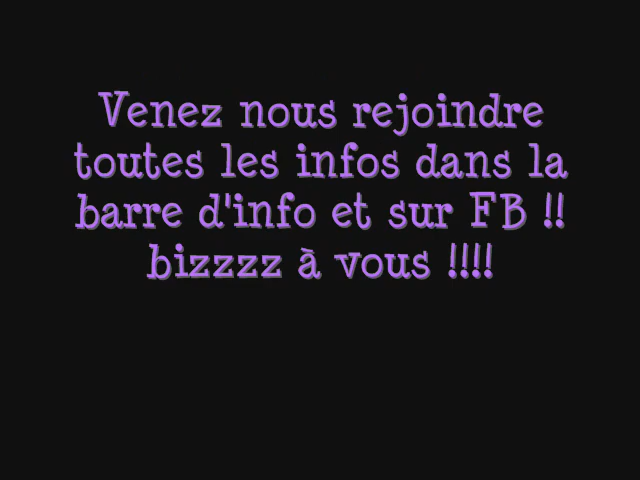 Venez nous rejoindre
toutes les infos dans la
barre d'info et sur FB !!
bizzzz à vous !!!!